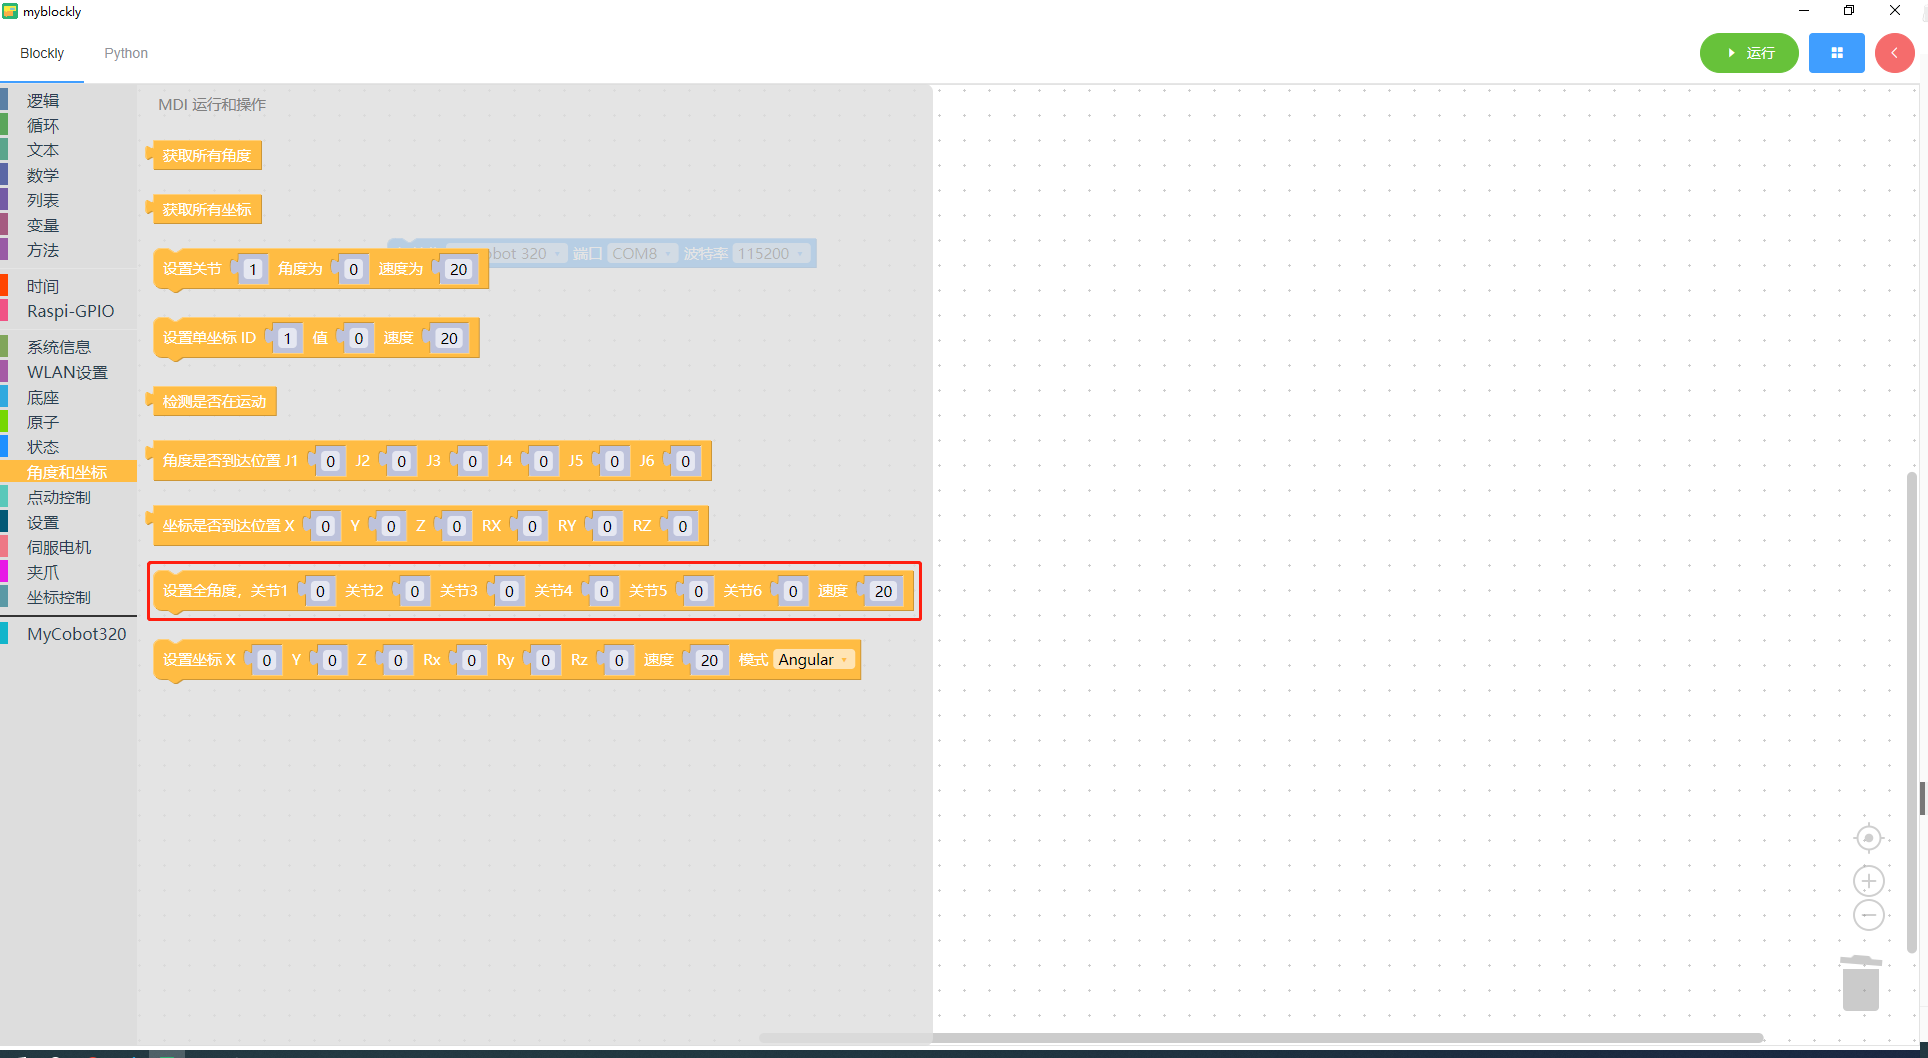 myblockly
Blockly Python 运行
逻辑
循环
文本
数学
列表
变量
方法
时间
Raspi-GPIO
系统信息
WLAN设置
底座
原子
状态
角度和坐标
点动控制
设置
伺服电机
夹爪
坐标控制
MyCobot320
MDI 运行和操作
获取所有角度
获取所有坐标
obot 320 端口 COM8 波特率 115200
设置关节 1 角度为 0 速度为 20
设置单坐标 ID 1 值 0 速度 20
检测是否在运动
角度是否到达位置 J1 0 J2 0 J3 0 J4 0 J5 0 J6 0
坐标是否到达位置 X 0 Y 0 Z 0 RX 0 RY 0 RZ 0
设置全角度，关节1 0 关节2 0 关节3 0 关节4 0 关节5 0 关节6 0 速度 20
设置坐标 X 0 Y 0 Z 0 Rx 0 Ry 0 Rz 0 速度 20 模式 Angular